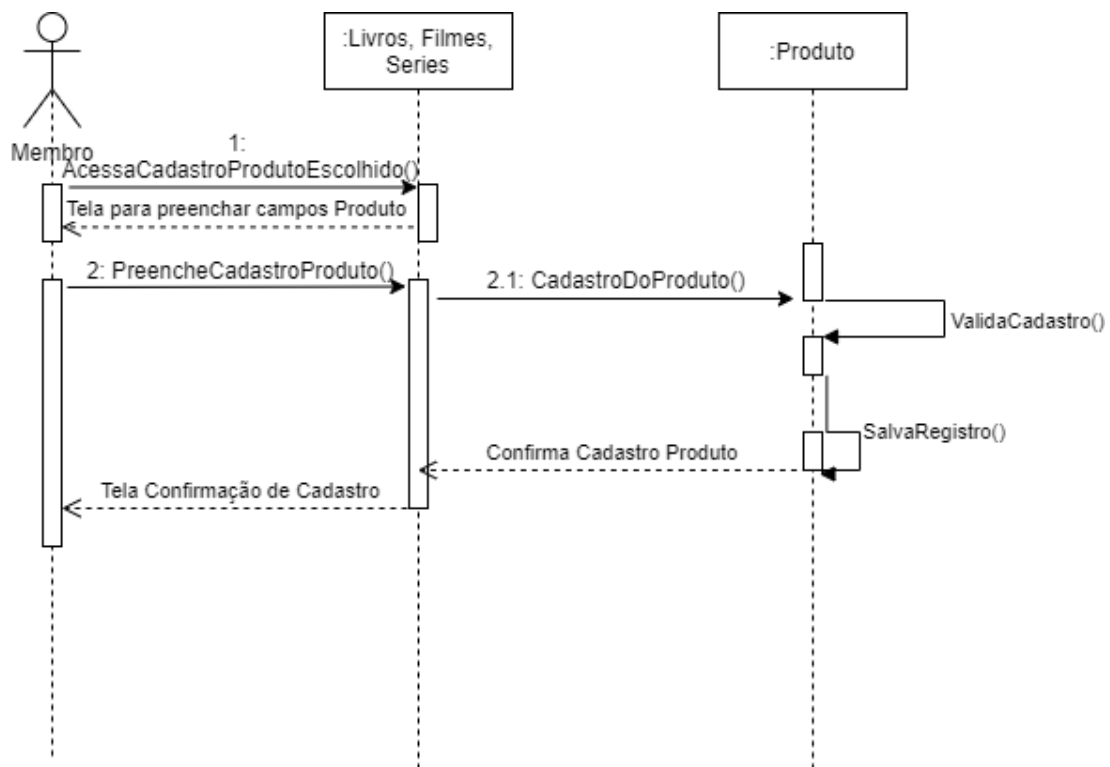 :Livros, Filmes,
Series
:Produto
Membro
1:
AcessaCadastroProdutoEscolhido()
Tela para preenchar campos Produto
2: PreencheCadastroProduto()
2.1: CadastroDoProduto()
ValidaCadastro()
SalvaRegistro()
Confirma Cadastro Produto
Tela Confirmação de Cadastro